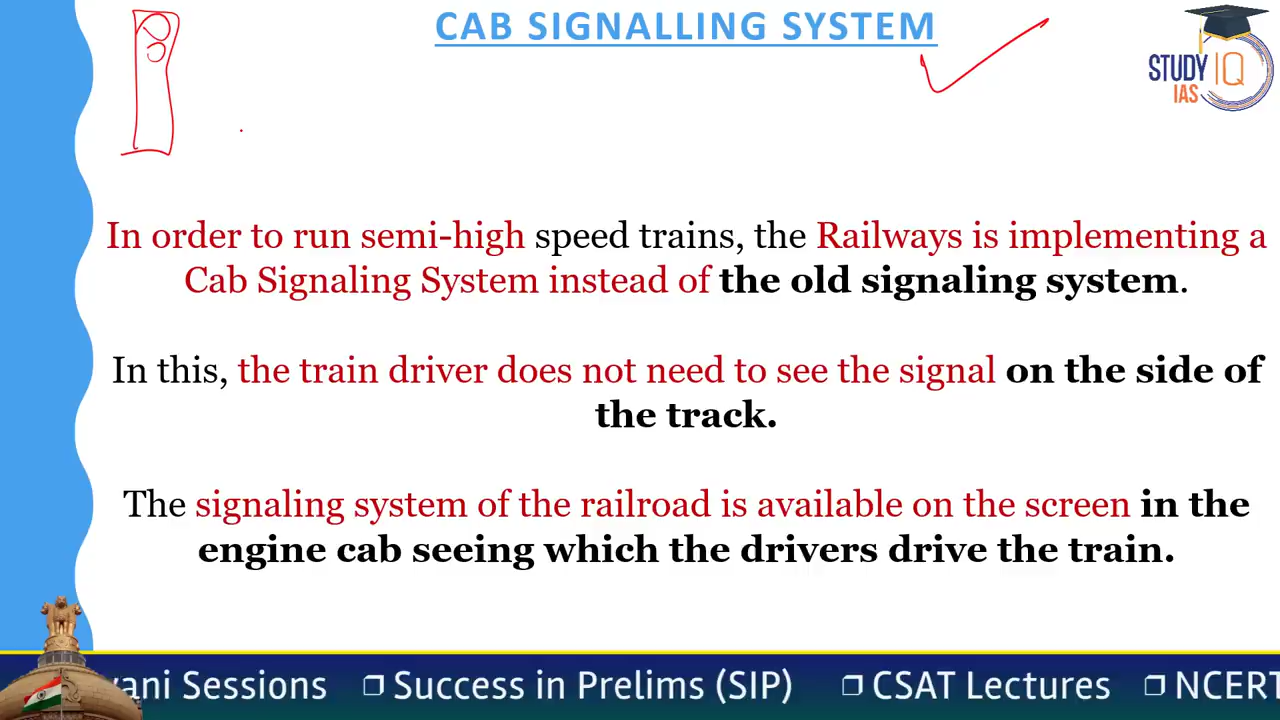 CAB SIGNALLING SYSTEM
STUDY IQ
IAS
In order to run semi-high speed trains, the Railways is implementing a
Cab Signaling System instead of the old signaling system.
In this, the train driver does not need to see the signal on the side of
the track.
The signaling system of the railroad is available on the screen in the
engine cab seeing which the drivers drive the train.
vani Sessions ❐ Success in Prelims (SIP) ❐ CSAT Lectures ❐ NCERT